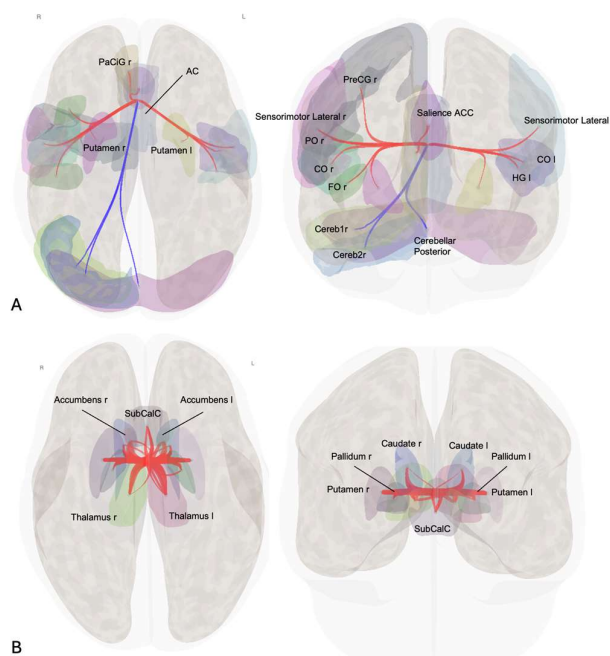 R
L
PaCiG r
AC
Putamen r
Putamen l
PreCG r
Salience ACC
Sensorimotor Lateral r
Sensorimotor Lateral
PO r
CO r
FO r
CO l
HG l
Cereb1r
Cereb2r
Cerebellar
Posterior
A
R
L
Accumbens r
Accumbens l
SubCalC
Thalamus r
Thalamus l
Caudate r
Caudate l
Pallidum r
Pallidum l
Putamen r
Putamen l
SubCalC
B